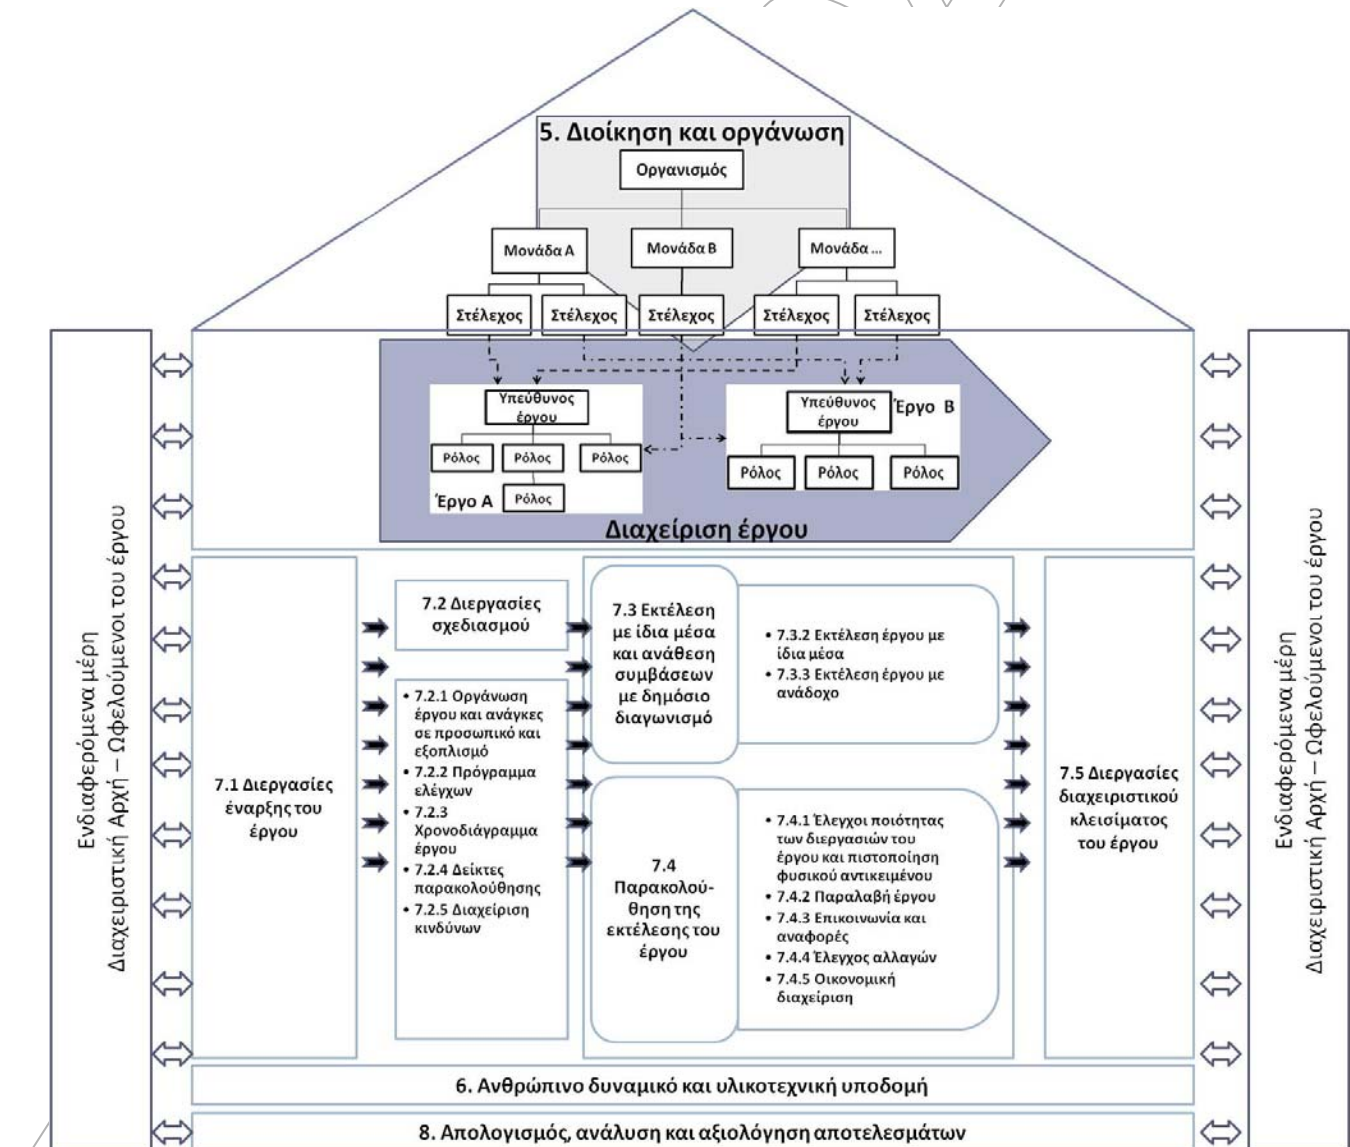 5. Διοίκηση και οργάνωση
Οργανισμός
Μονάδα Α
Μονάδα Β
Μονάδα ...
Στέλεχος
Στέλεχος
Στέλεχος
Στέλεχος
Στέλεχος
Υπεύθυνος
έργου
Ρόλος
Ρόλος
Ρόλος
Έργο Α
Ρόλος
Υπεύθυνος
έργου
Έργο Β
Ρόλος
Ρόλος
Ρόλος
Διαχείριση έργου
Ενδιαφερόμενα μέρη
Διαχειριστική Αρχή – Ωφελούμενοι του έργου
7.1 Διεργασίες
έναρξης του
έργου
7.2 Διεργασίες
σχεδιασμού
• 7.2.1 Οργάνωση
έργου και ανάγκες
σε προσωπικό και
εξοπλισμό
• 7.2.2 Πρόγραμμα
ελέγχων
• 7.2.3
Χρονοδιάγραμμα
έργου
• 7.2.4 Δείκτες
παρακολούθησης
• 7.2.5 Διαχείριση
κινδύνων
7.3 Εκτέλεση
με ίδια μέσα
και ανάθεση
συμβάσεων
με δημόσιο
διαγωνισμό
• 7.3.2 Εκτέλεση έργου με
ίδια μέσα
• 7.3.3 Εκτέλεση έργου με
ανάδοχο
7.4
Παρακολού-
θηση της
εκτέλεσης του
έργου
• 7.4.1 Έλεγχοι ποιότητας
των διεργασιών του
έργου και πιστοποίηση
φυσικού αντικειμένου
• 7.4.2 Παραλαβή έργου
• 7.4.3 Επικοινωνία και
αναφορές
• 7.4.4 Έλεγχος αλλαγών
• 7.4.5 Οικονομική
διαχείριση
7.5 Διεργασίες
διαχειριστικού
κλεισίματος
του έργου
Ενδιαφερόμενα μέρη
Διαχειριστική Αρχή – Ωφελούμενοι του έργου
6. Ανθρώπινο δυναμικό και υλικοτεχνική υποδομή
8. Απολογισμός, ανάλυση και αξιολόγηση αποτελεσμάτων